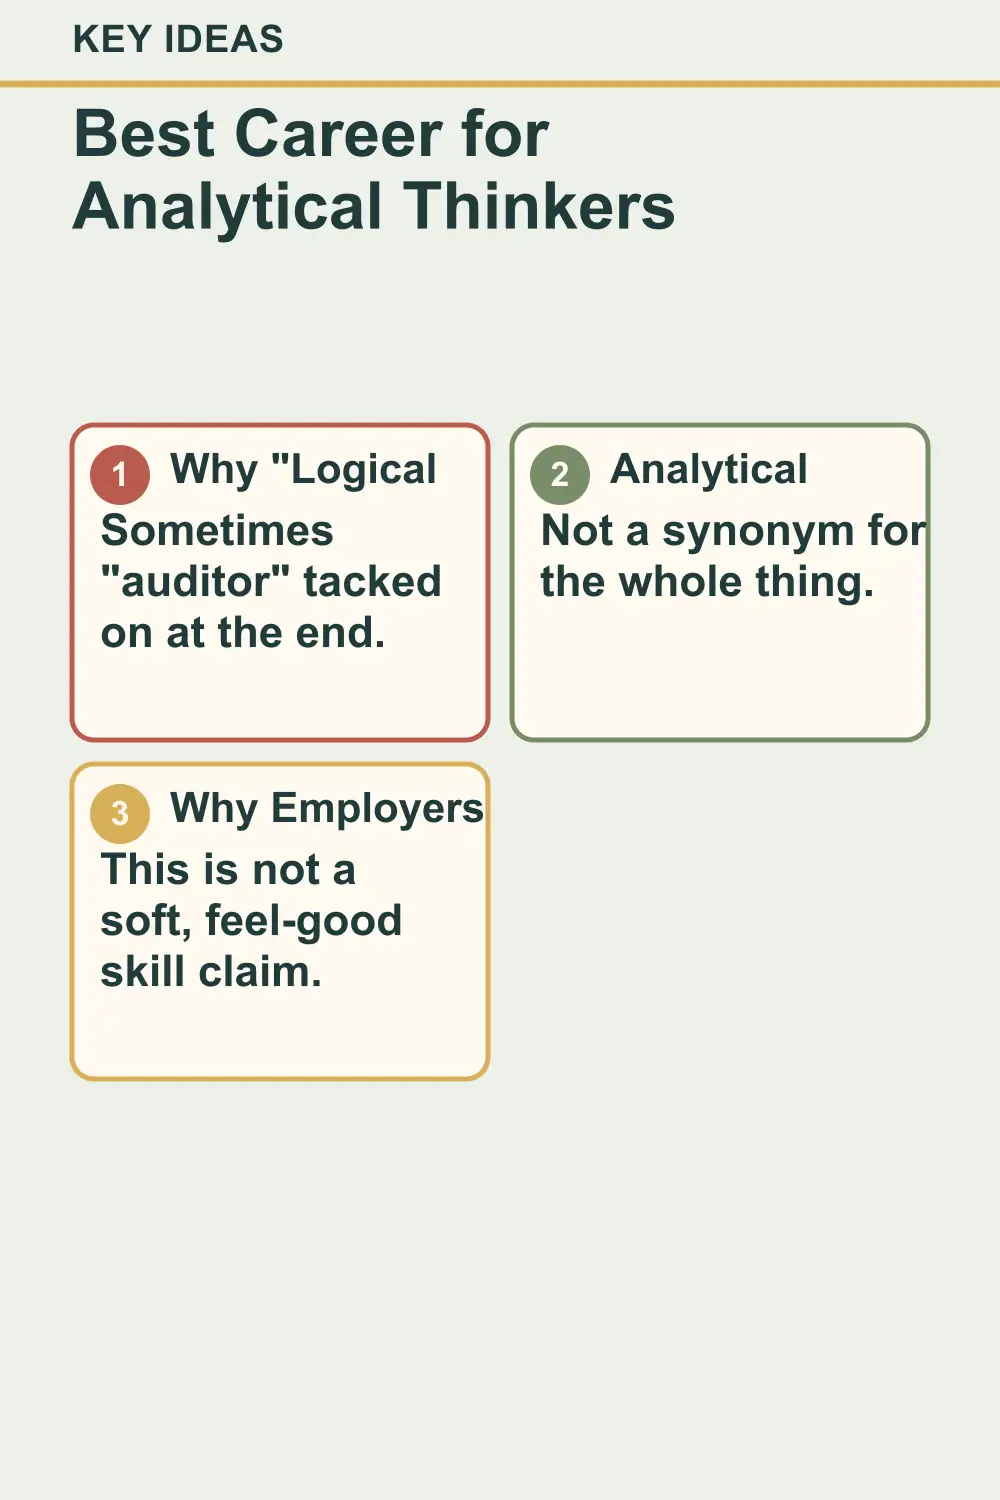 KEY IDEAS
Best Career for
Analytical Thinkers
1 Why "Logical
Sometimes
"auditor" tacked
on at the end.
2 Analytical
Not a synonym for
the whole thing.
3 Why Employers
This is not a
soft, feel-good
skill claim.